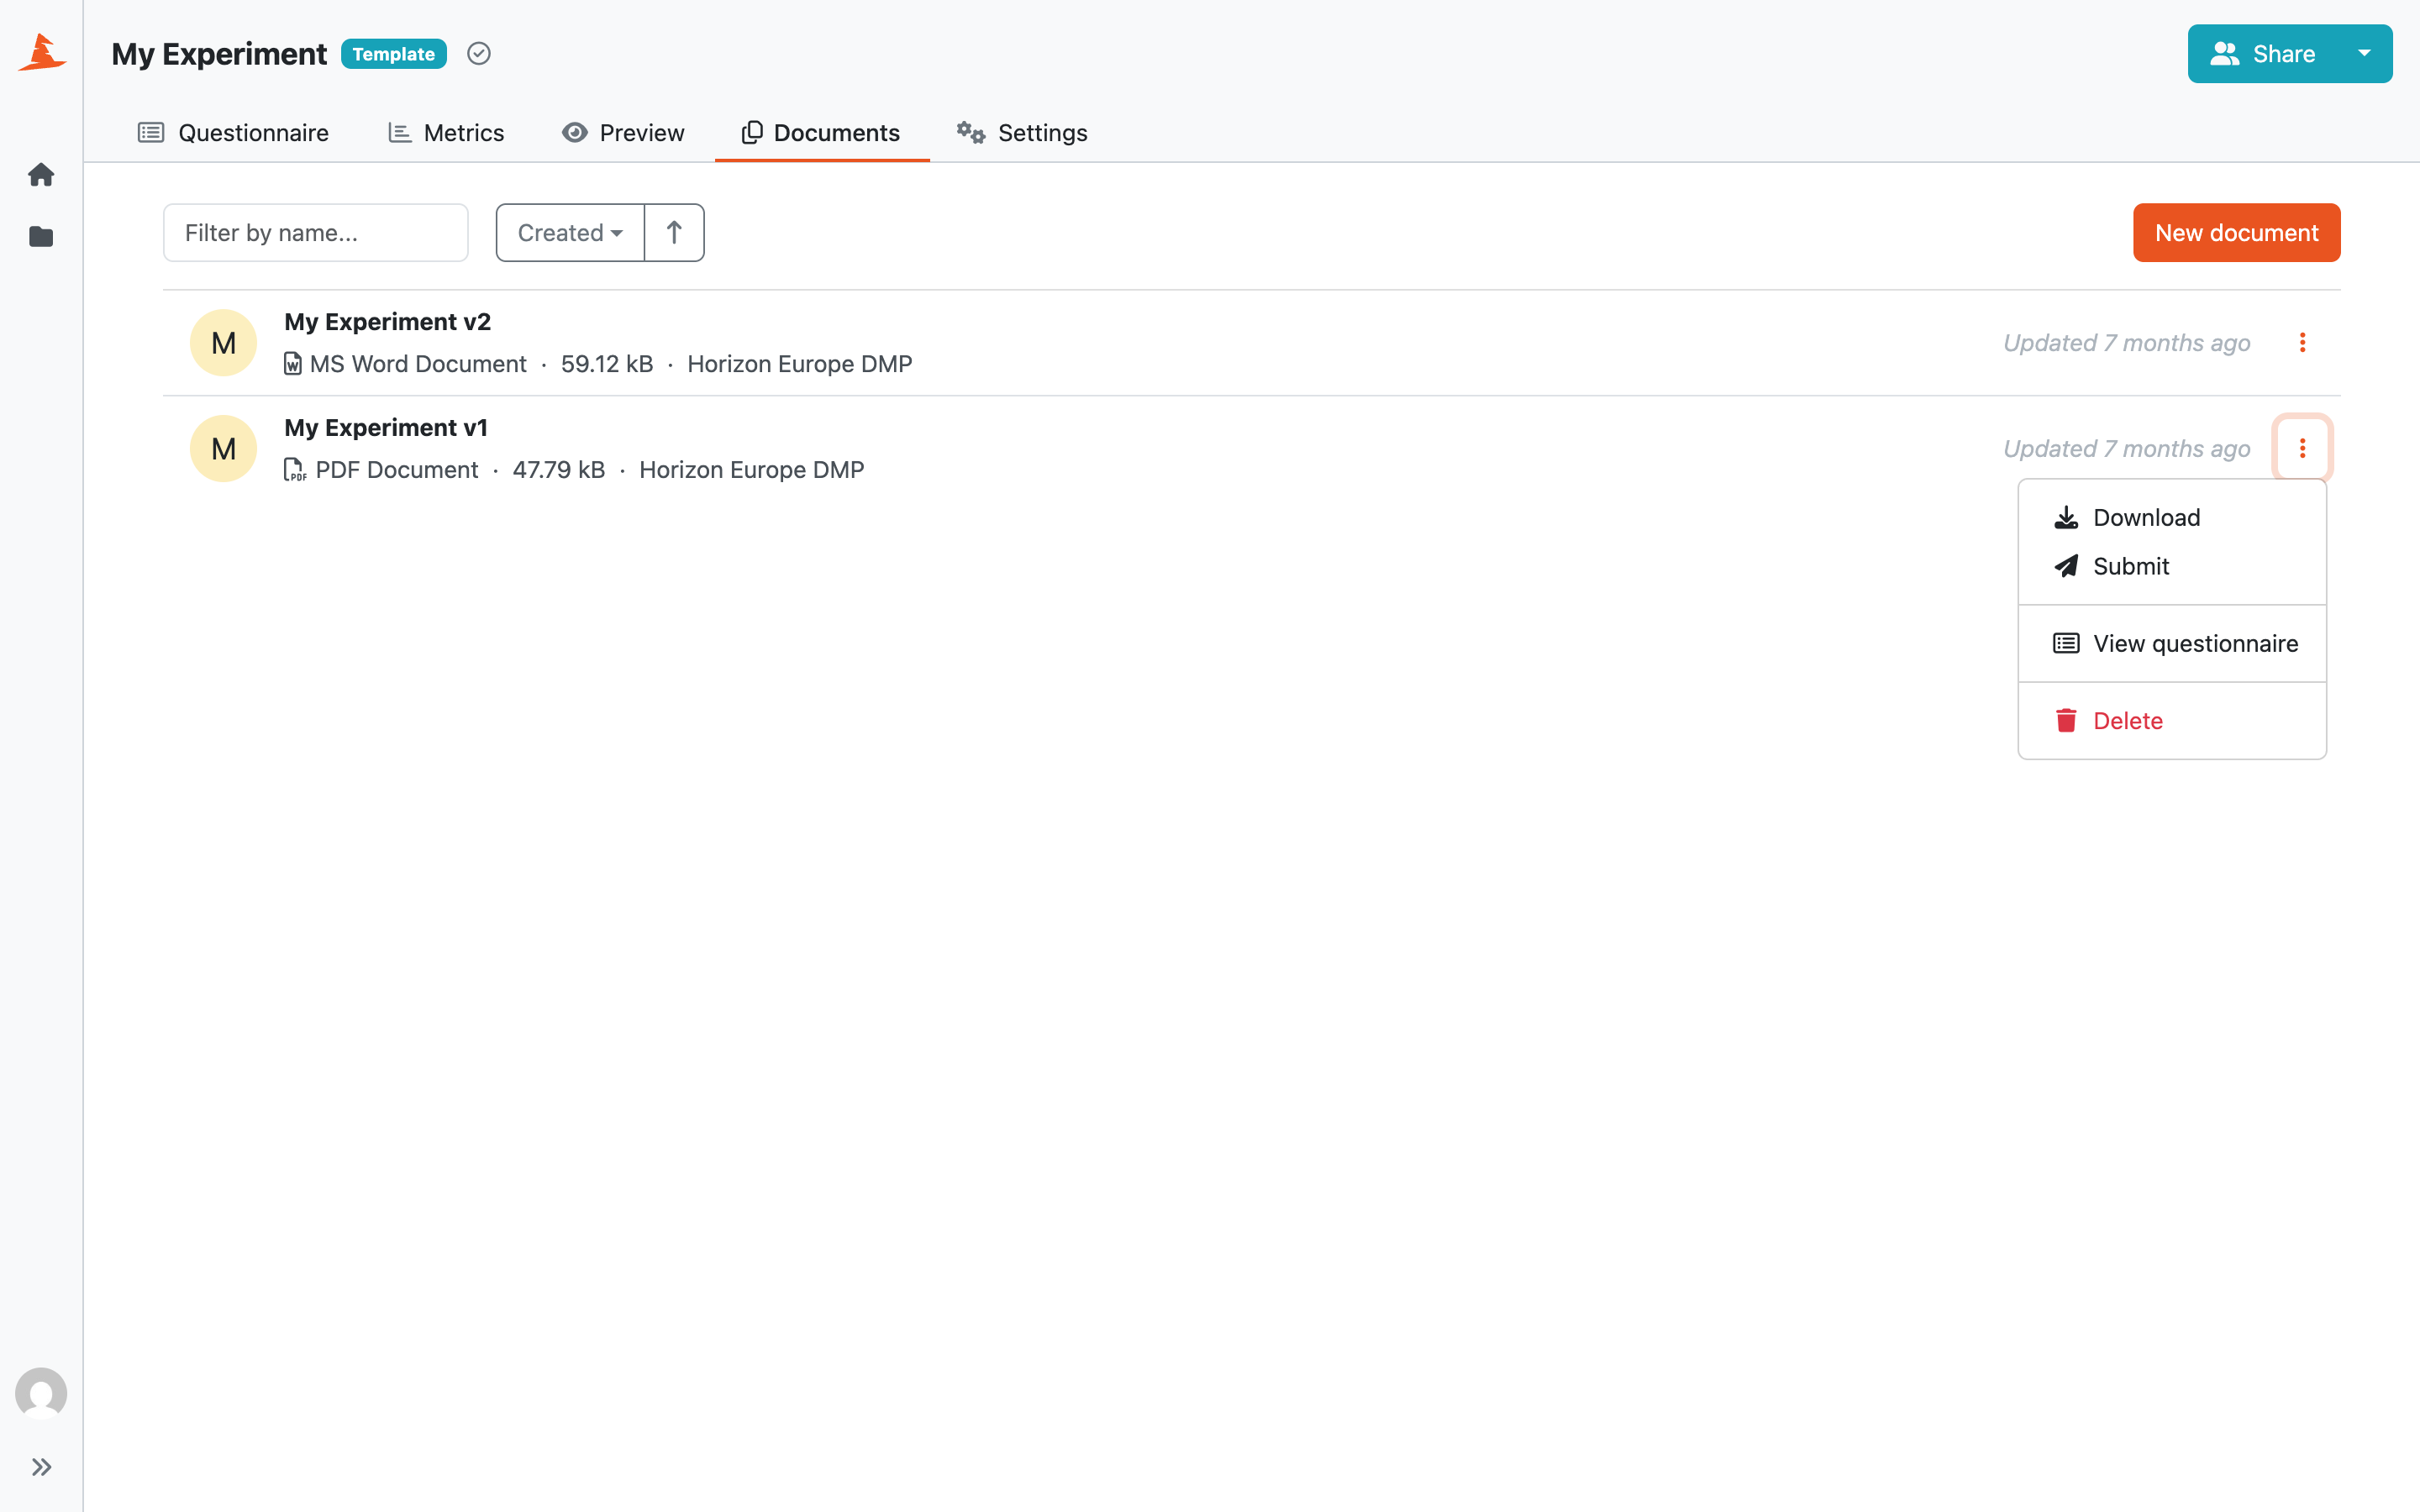 My Experiment Template
Share
Questionnaire Metrics Preview Documents Settings
Filter by name... Created New document
M My Experiment v2
MS Word Document · 59.12 kB · Horizon Europe DMP
Updated 7 months ago
M My Experiment v1
PDF PDF Document · 47.79 kB · Horizon Europe DMP
Updated 7 months ago
Download
Submit
View questionnaire
Delete